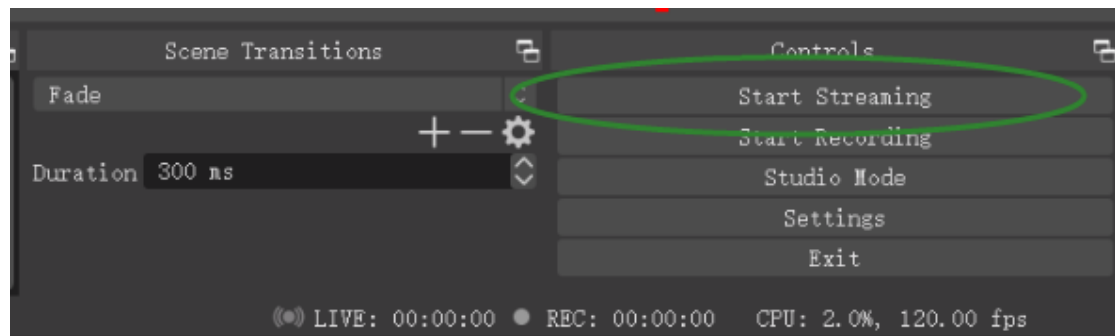 Scene Transitions
Fade
Duration 300 ms
Controls
Start Streaming
Start Recording
Studio Mode
Settings
Exit
LIVE: 00:00:00 REC: 00:00:00 CPU: 2.0%, 120.00 fps